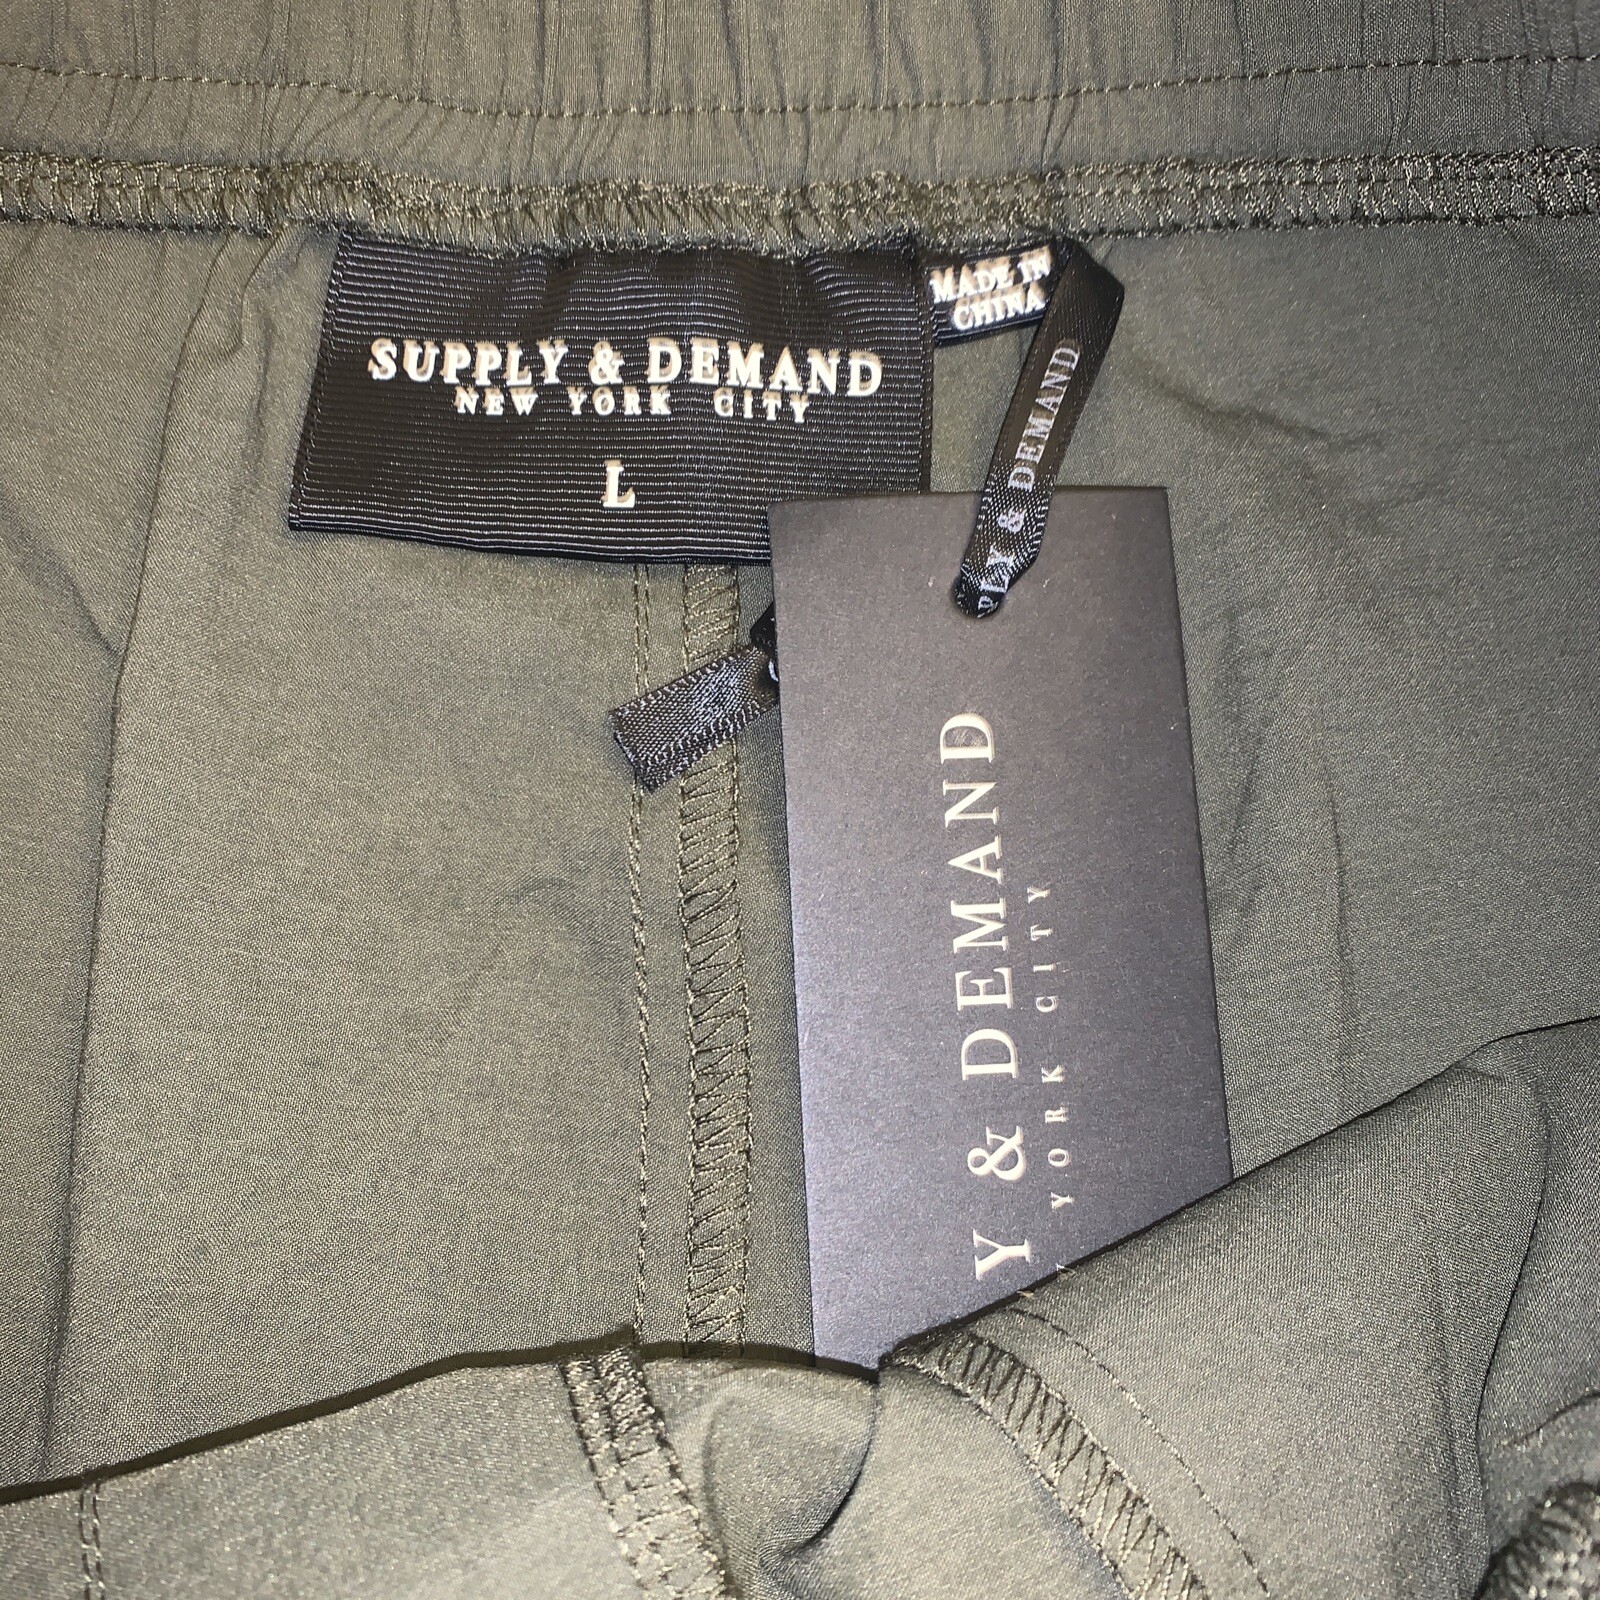 SUPPLY & DEMAND
NEW YORK CITY
L
MADE IN
CHINA
PLY & DEMAND
Y & DEMAND
YORK CITY